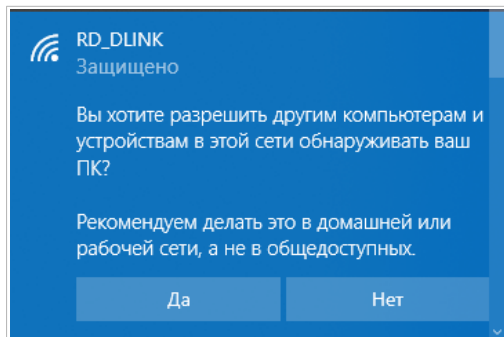 RD_DLINK
Защищено
Вы хотите разрешить другим компьютерам и
устройствам в этой сети обнаруживать ваш
ПК?
Рекомендуем делать это в домашней или
рабочей сети, а не в общедоступных.
Да
Нет